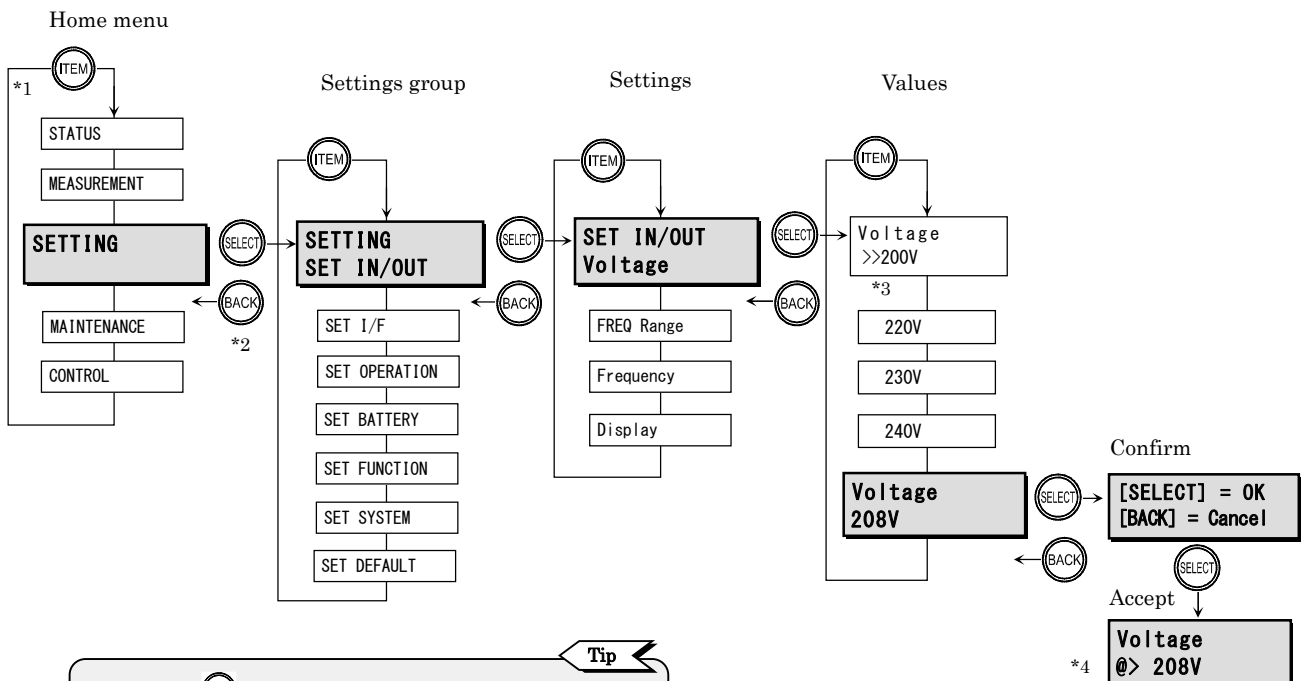 Home menu
ITEM
*1
STATUS
MEASUREMENT
SETTING
SELECT
BACK
*2
MAINTENANCE
CONTROL
Settings group
ITEM
SETTING
SET IN/OUT
SELECT
BACK
SET I/F
SET OPERATION
SET BATTERY
SET FUNCTION
SET SYSTEM
SET DEFAULT
Settings
ITEM
SET IN/OUT
Voltage
SELECT
BACK
FREQ Range
Frequency
Display
Values
ITEM
Voltage
>>200V
*3
220V
230V
240V
Voltage
208V
SELECT
BACK
Confirm
[SELECT] = OK
[BACK] = Cancel
SELECT
Accept
Voltage
@> 208V
*4
Tip